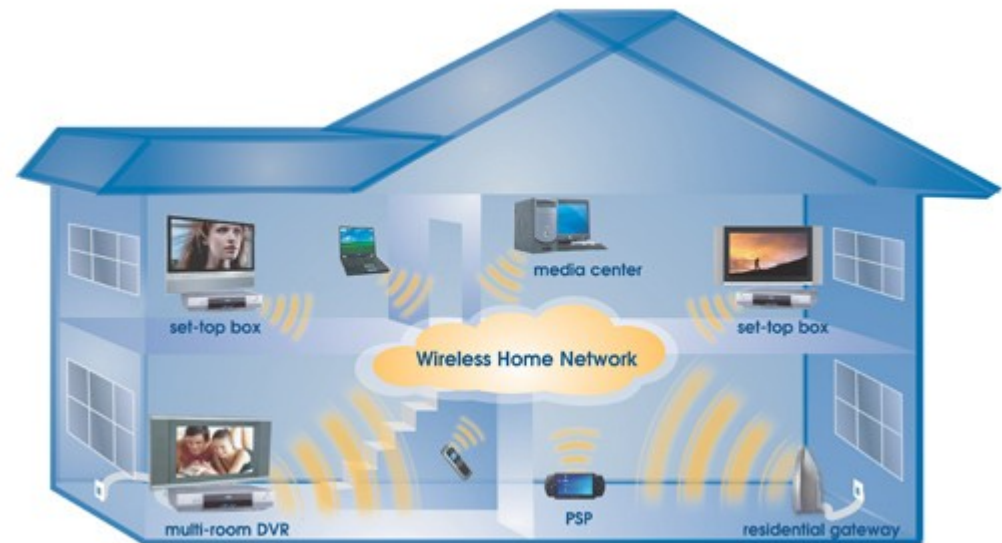 media center
set-top box
set-top box
Wireless Home Network
multi-room DVR
PSP
residential gateway